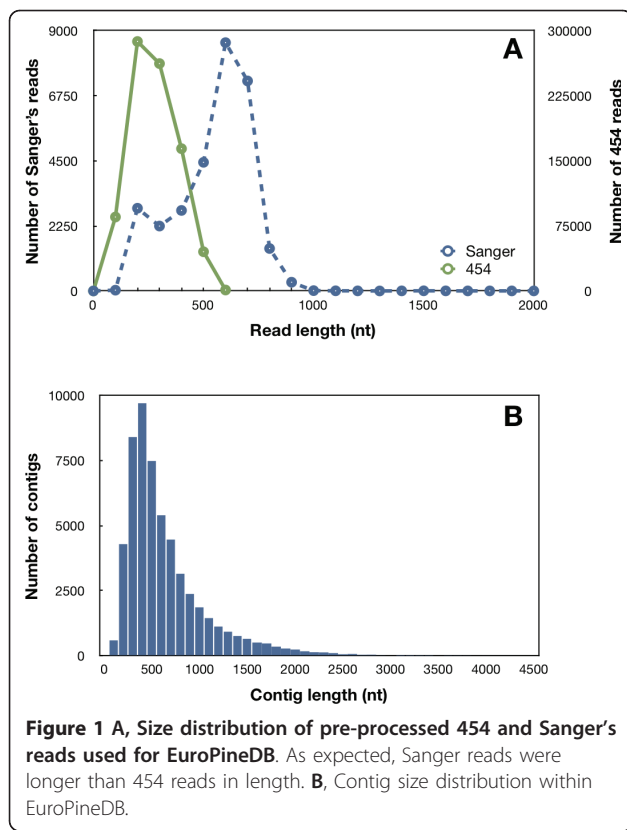 A
9000
6750
4500
2250
0
Number of Sanger's reads
300000
225000
150000
75000
0
Number of 454 reads
Sanger
454
0 500 1000 1500 2000
Read length (nt)
B
10000
7500
5000
2500
0
Number of contigs
0 500 1000 1500 2000 2500 3000 3500 4000 4500
Contig length (nt)
Figure 1 A, Size distribution of pre-processed 454 and Sanger's
reads used for EuroPineDB. As expected, Sanger reads were
longer than 454 reads in length. B, Contig size distribution within
EuroPineDB.